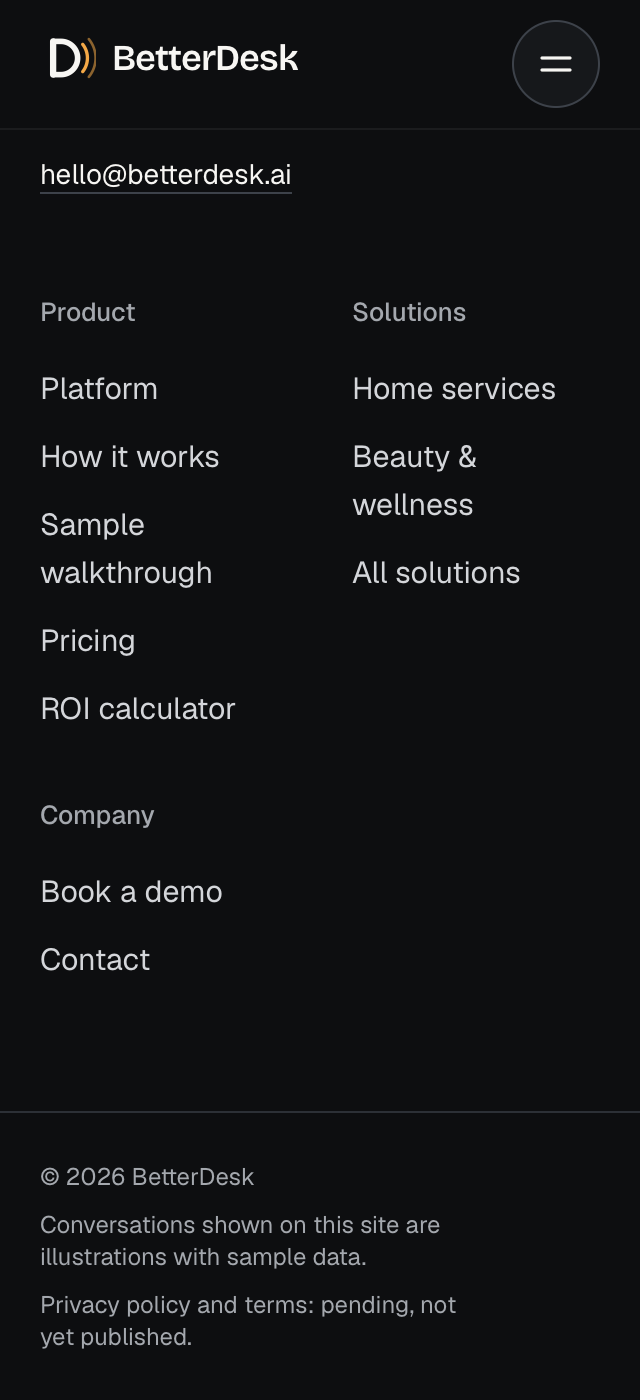 BetterDesk
hello@betterdesk.ai
Product
Platform
How it works
Sample
walkthrough
Pricing
ROI calculator
Solutions
Home services
Beauty &
wellness
All solutions
Company
Book a demo
Contact
© 2026 BetterDesk
Conversations shown on this site are
illustrations with sample data.
Privacy policy and terms: pending, not
yet published.